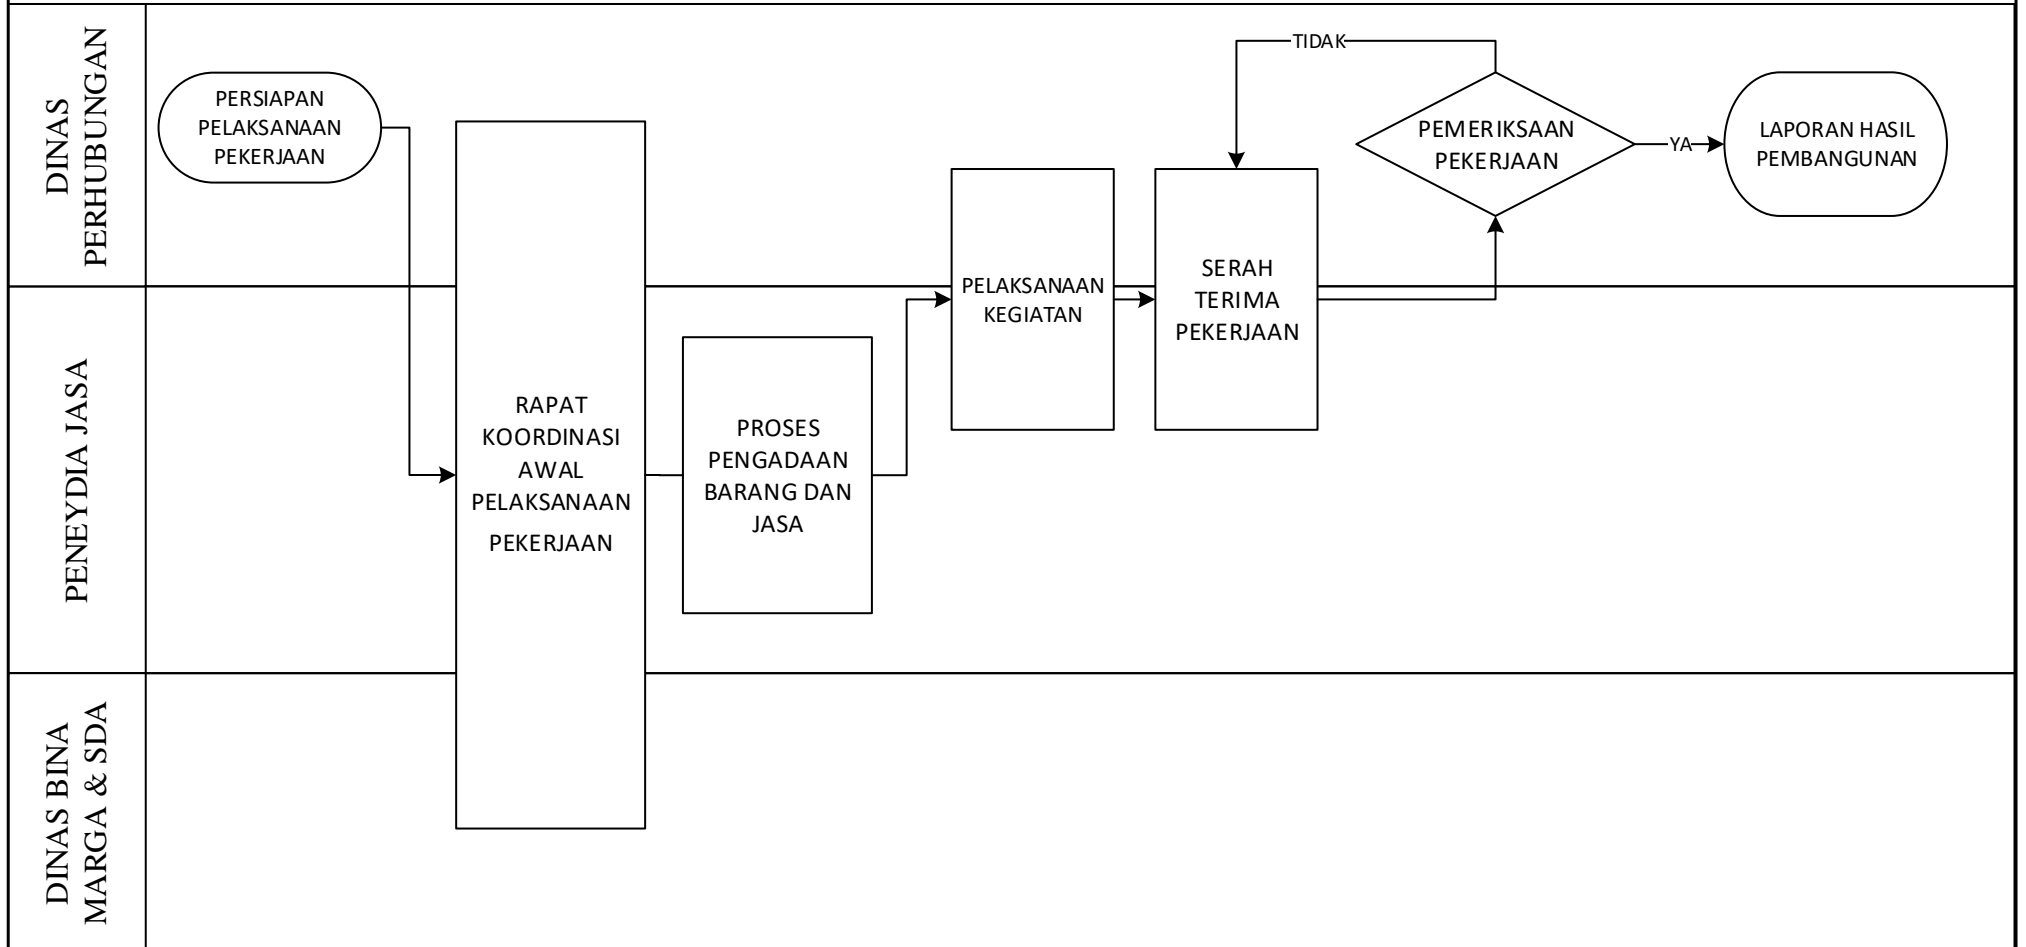 DINAS
PERHUBUNGAN
PERSIAPAN
PELAKSANAAN
PEKERJAAN
TIDAK
PEMERIKSAAN
PEKERJAAN
YA
LAPORAN HASIL
PEMBANGUNAN
PENEYDIA JASA
RAPAT
KOORDINASI
AWAL
PELAKSANAAN
PEKERJAAN
PROSES
PENGADAAN
BARANG DAN
JASA
PELAKSANAAN
KEGIATAN
SERAH
TERIMA
PEKERJAAN
DINAS BINA
MARGA & SDA